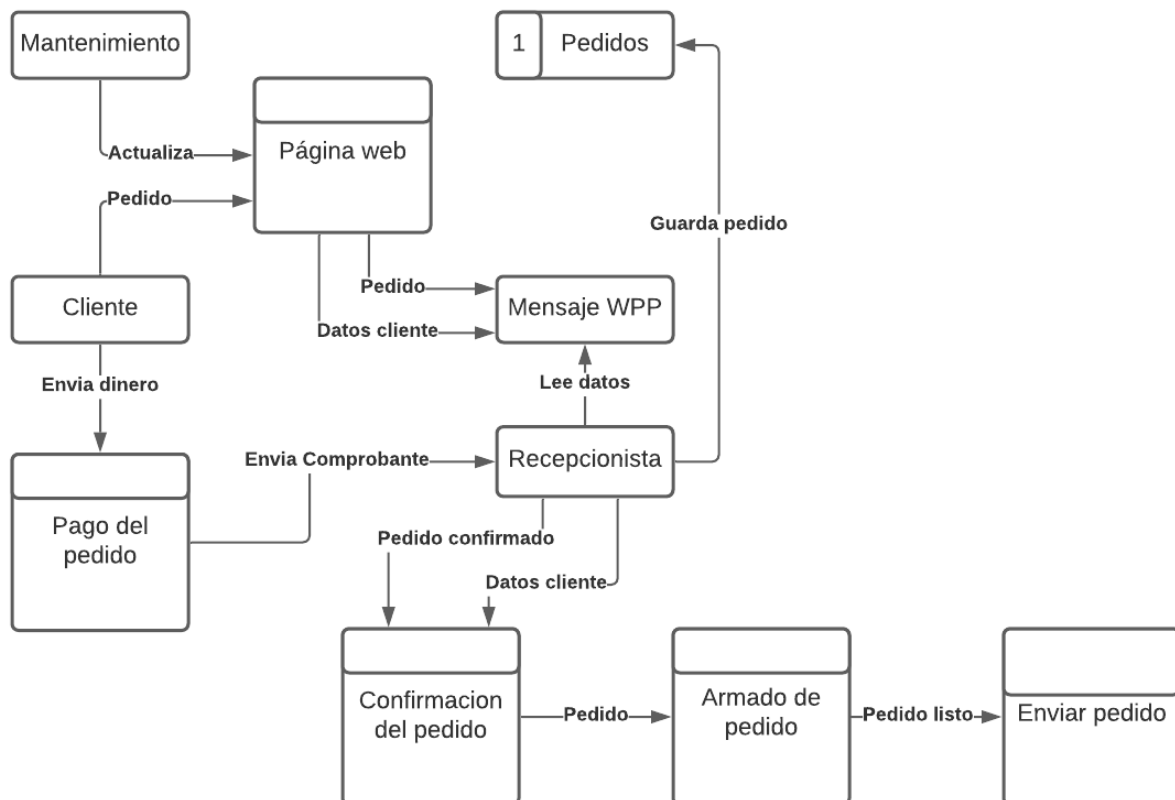 Mantenimiento
1
Pedidos
Actualiza
Página web
Pedido
Guarda pedido
Pedido
Cliente
Mensaje WPP
Datos cliente
Envia dinero
Lee datos
Envia Comprobante
Recepcionista
Pago del
pedido
Pedido confirmado
Datos cliente
Confirmacion
del pedido
Pedido
Armado de
pedido
Pedido listo
Enviar pedido